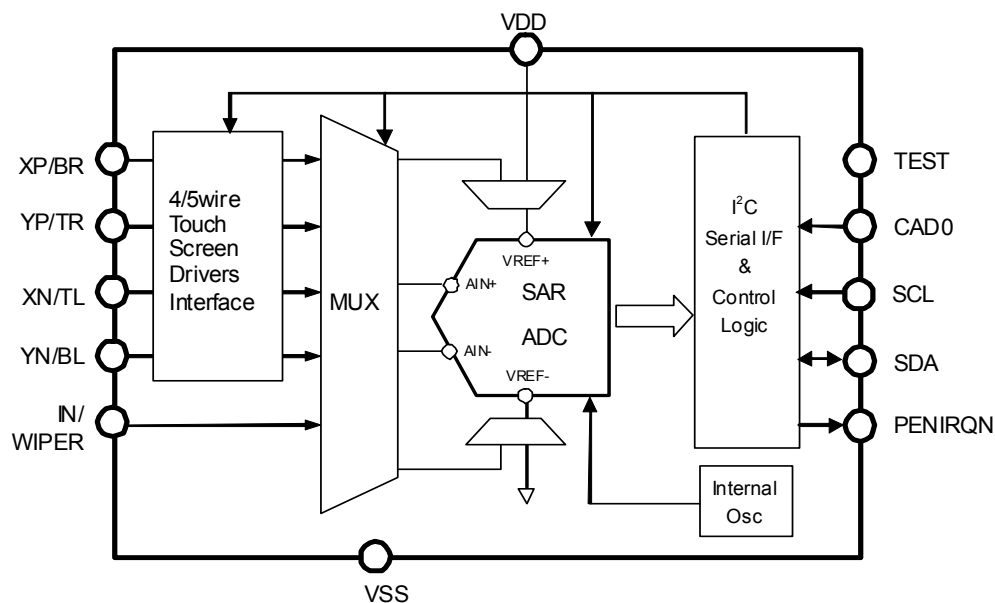 VDD
XP/BR
YP/TR
XN/TL
YN/BL
IN/
WIPER
4/5wire
Touch
Screen
Drivers
Interface
MUX
VREF+
AIN+
SAR
ADC
AIN-
VREF-
I²C
Serial I/F
&
Control
Logic
Internal
Osc
TEST
CAD0
SCL
SDA
PENIRQN
VSS